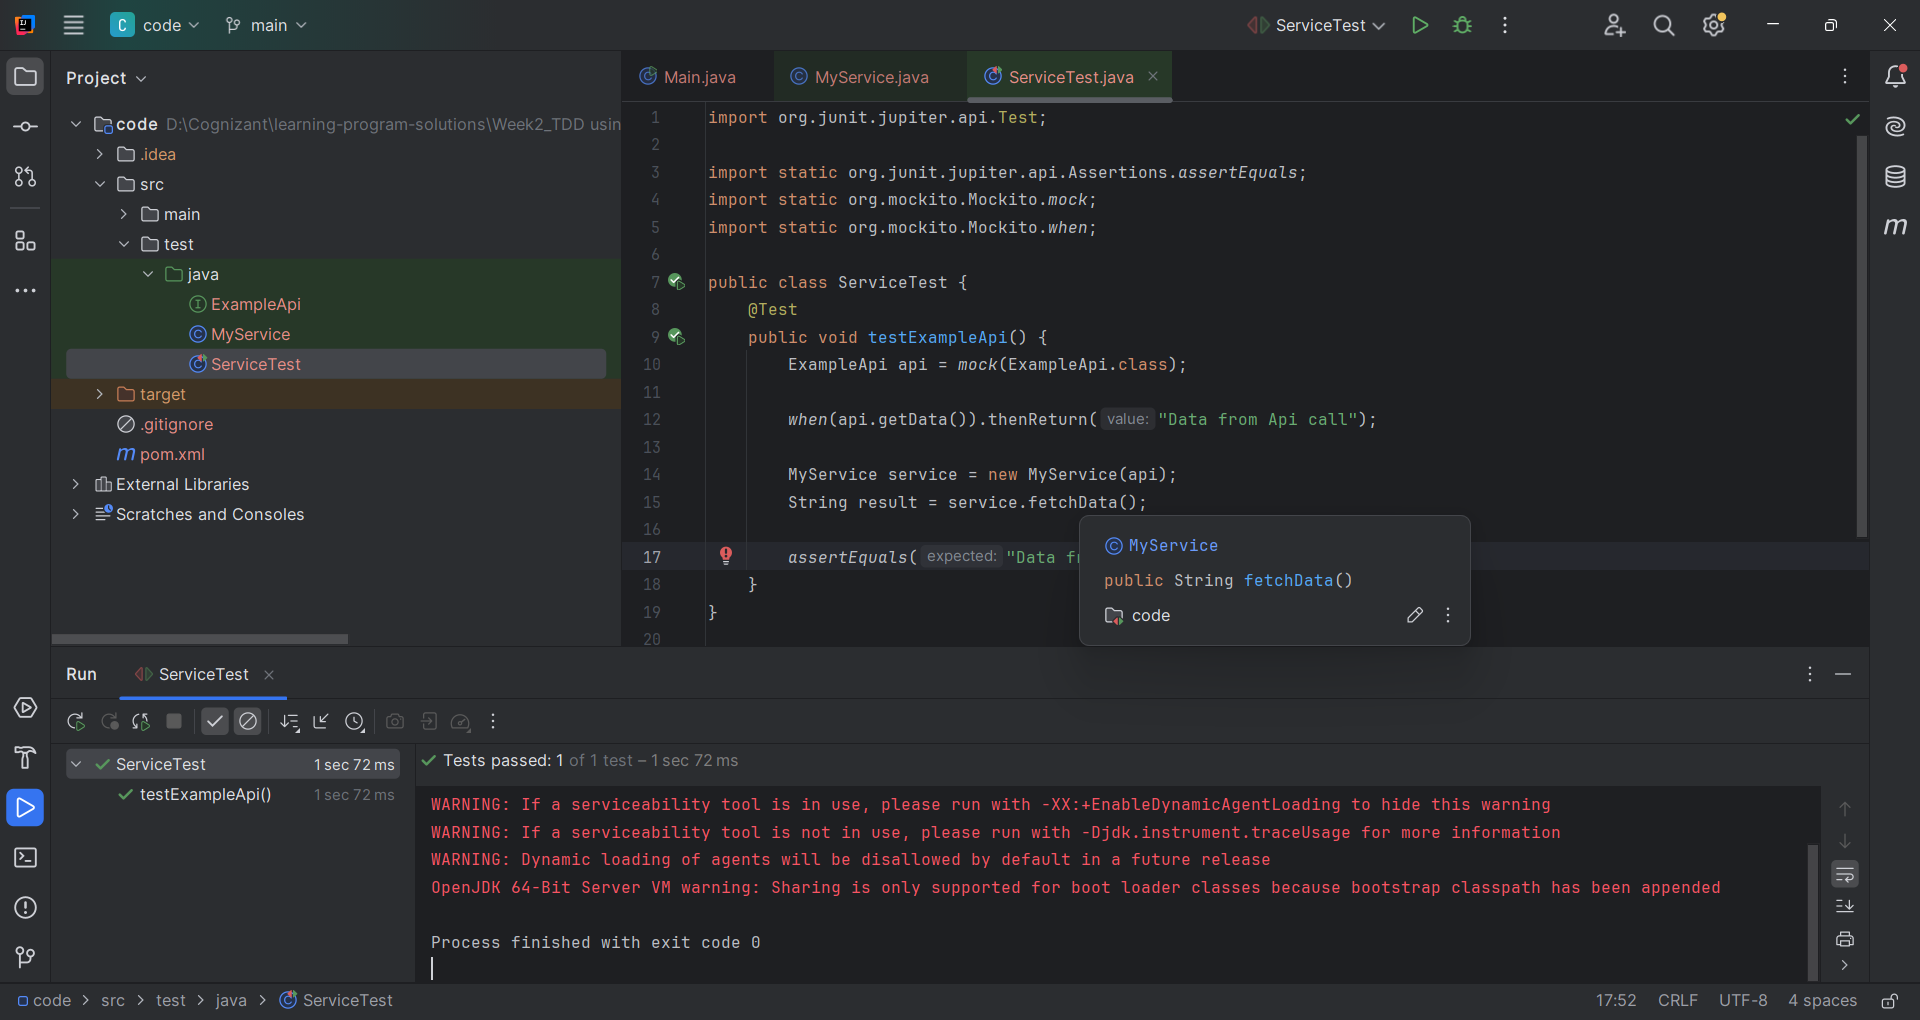 C code main ServiceTest
Project
Main.java MyService.java ServiceTest.java
code D:\Cognizant\learning-program-solutions\Week2_TDD usin
.idea
src
main
test
java
ExampleApi
MyService
ServiceTest
target
.gitignore
pom.xml
External Libraries
Scratches and Consoles
1 import org.junit.jupiter.api.Test;
2
3 import static org.junit.jupiter.api.Assertions.assertEquals;
4 import static org.mockito.Mockito.mock;
5 import static org.mockito.Mockito.when;
6
7 public class ServiceTest {
8 @Test
9 public void testExampleApi() {
10 ExampleApi api = mock(ExampleApi.class);
11
12 when(api.getData()).thenReturn( value: "Data from Api call");
13
14 MyService service = new MyService(api);
15 String result = service.fetchData();
16
17 assertEquals( expected: "Data fr
18 }
19 }
20
MyService
public String fetchData()
code
Run ServiceTest
ServiceTest 1 sec 72 ms
testExampleApi() 1 sec 72 ms
Tests passed: 1 of 1 test – 1 sec 72 ms
WARNING: If a serviceability tool is in use, please run with -XX:+EnableDynamicAgentLoading to hide this warning
WARNING: If a serviceability tool is not in use, please run with -Djdk.instrument.traceUsage for more information
WARNING: Dynamic loading of agents will be disallowed by default in a future release
OpenJDK 64-Bit Server VM warning: Sharing is only supported for boot loader classes because bootstrap classpath has been appended
Process finished with exit code 0
code > src > test > java > ServiceTest
17:52 CRLF UTF-8 4 spaces